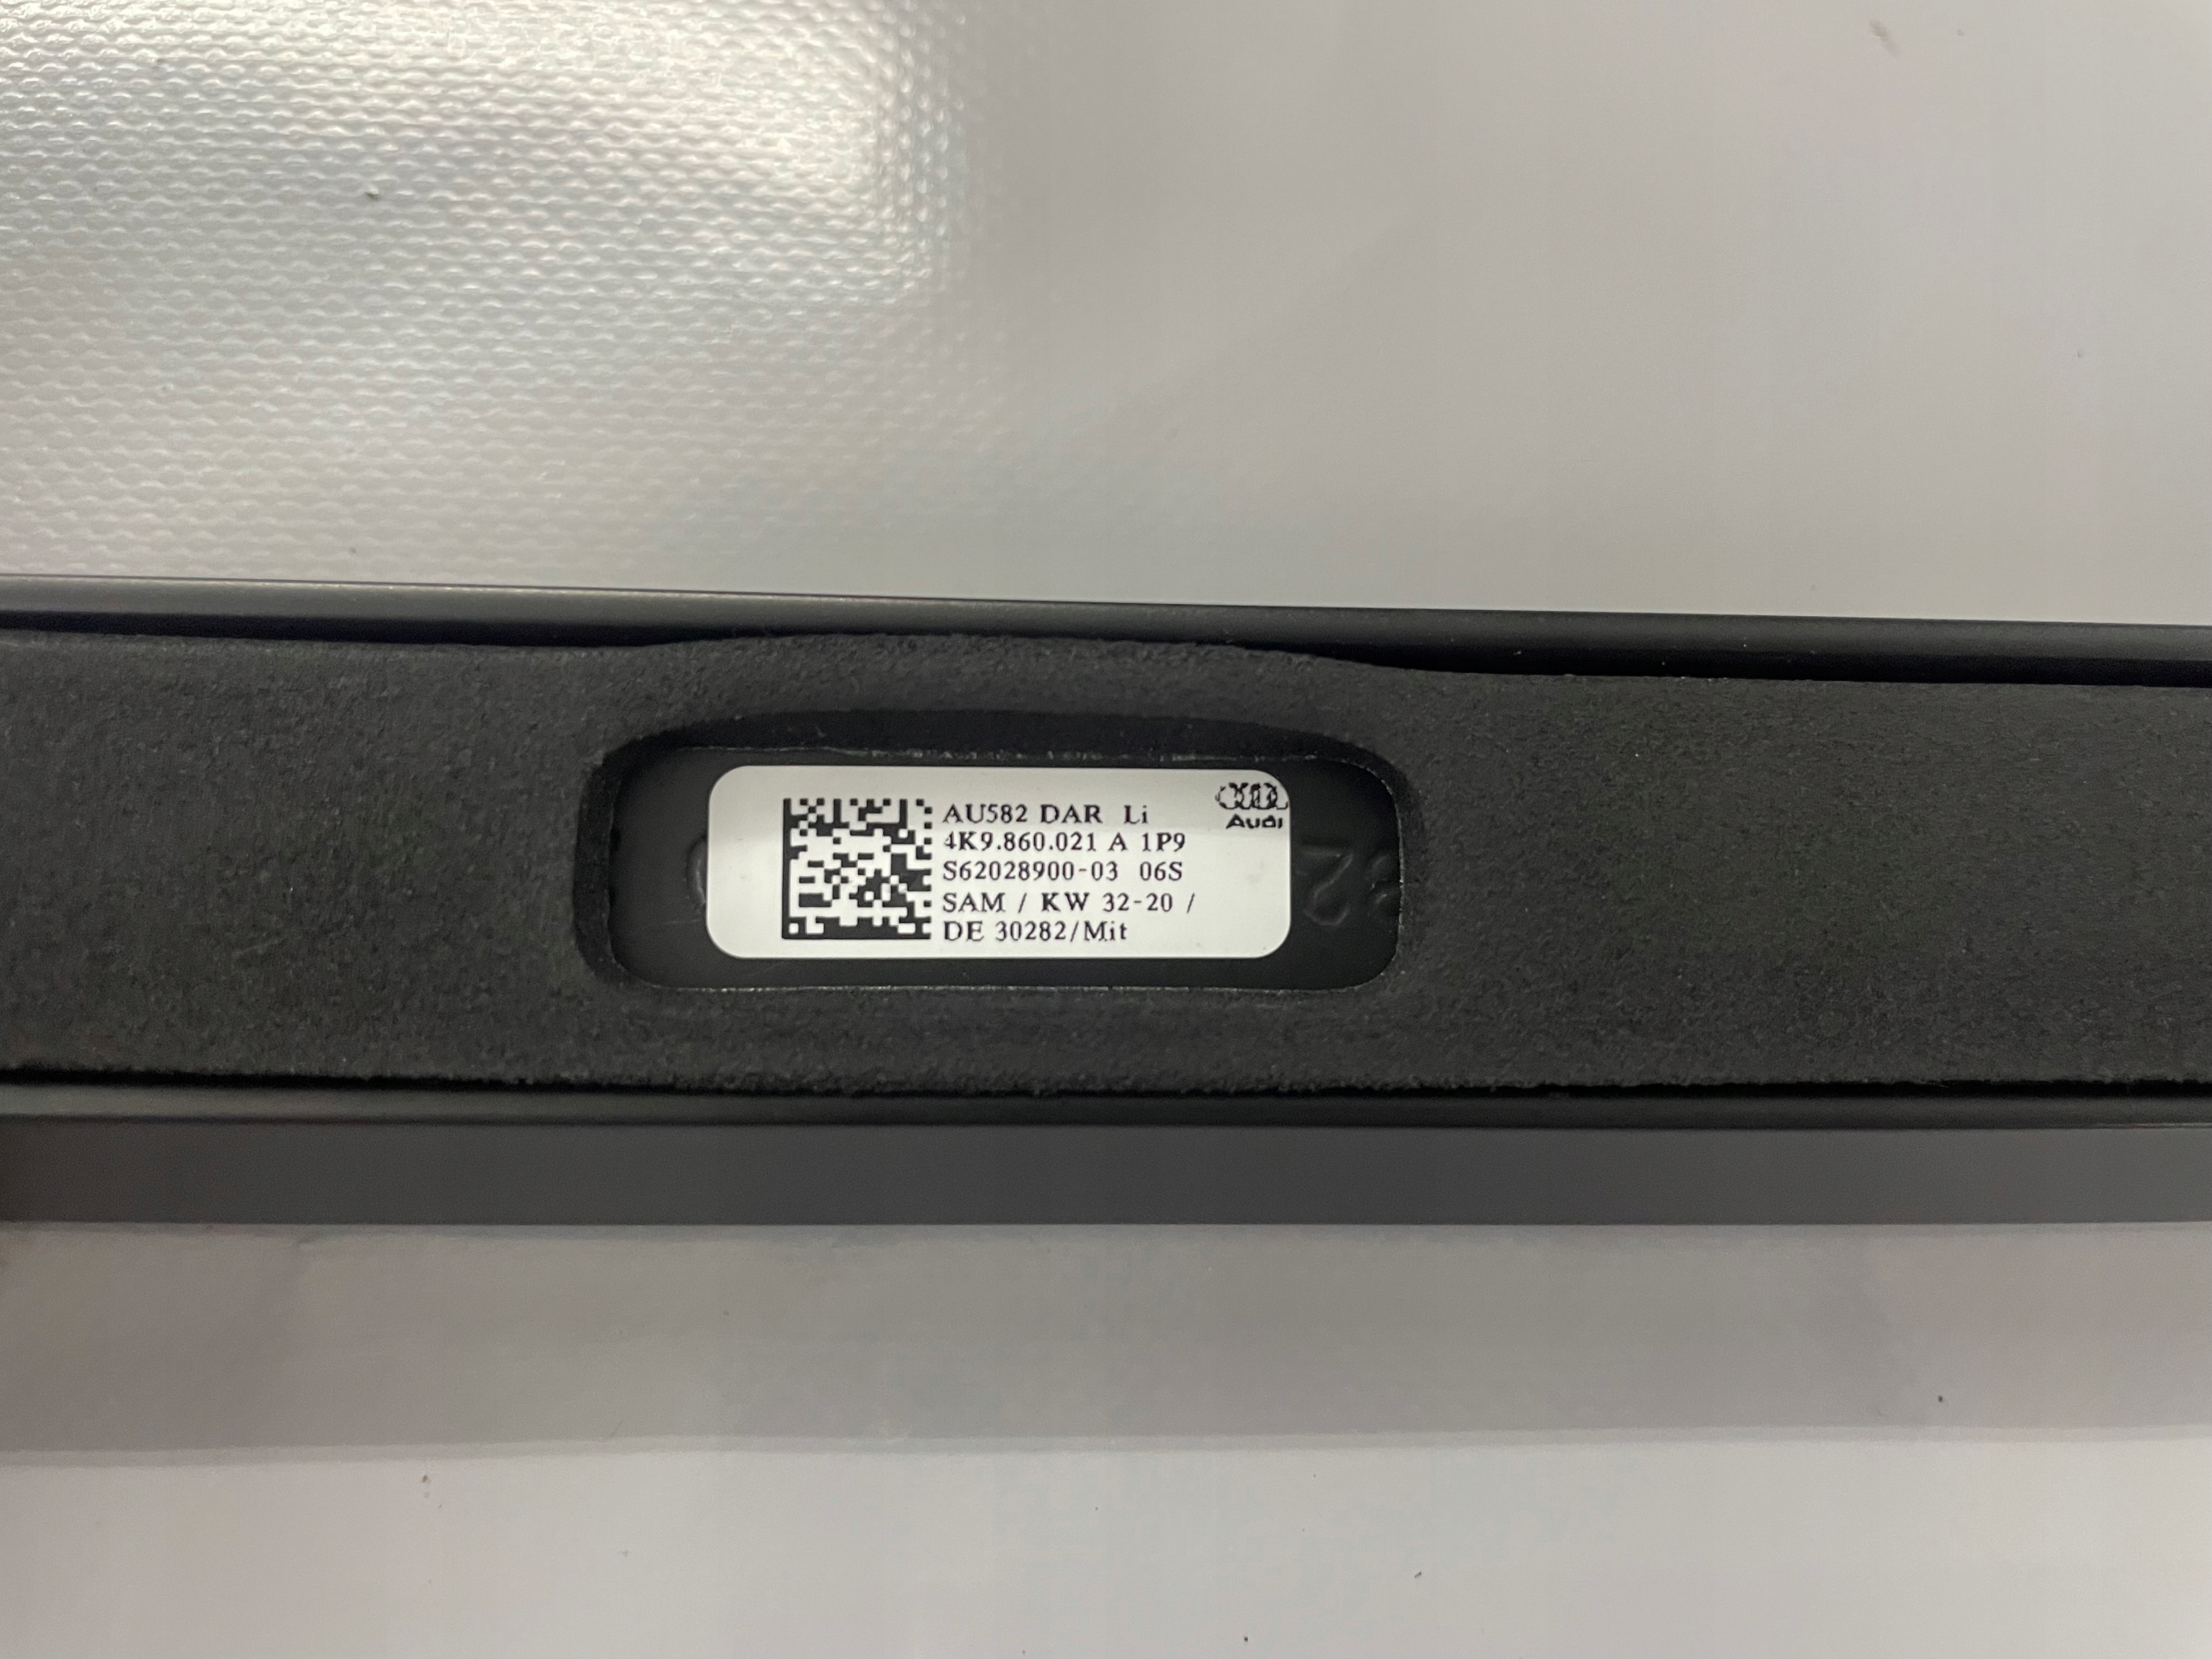 AU582 DAR Li
Audi
4K9.860.021 A 1P9
S62028900-03 06S
SAM / KW 32-20 /
DE 30282/Mit